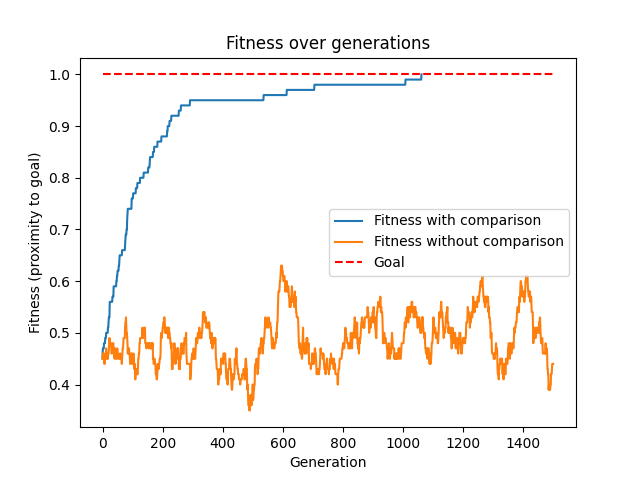 Fitness over generations
Fitness (proximity to goal)
1.0
0.9
0.8
0.7
0.6
0.5
0.4
Fitness with comparison
Fitness without comparison
Goal
0 200 400 600 800 1000 1200 1400
Generation